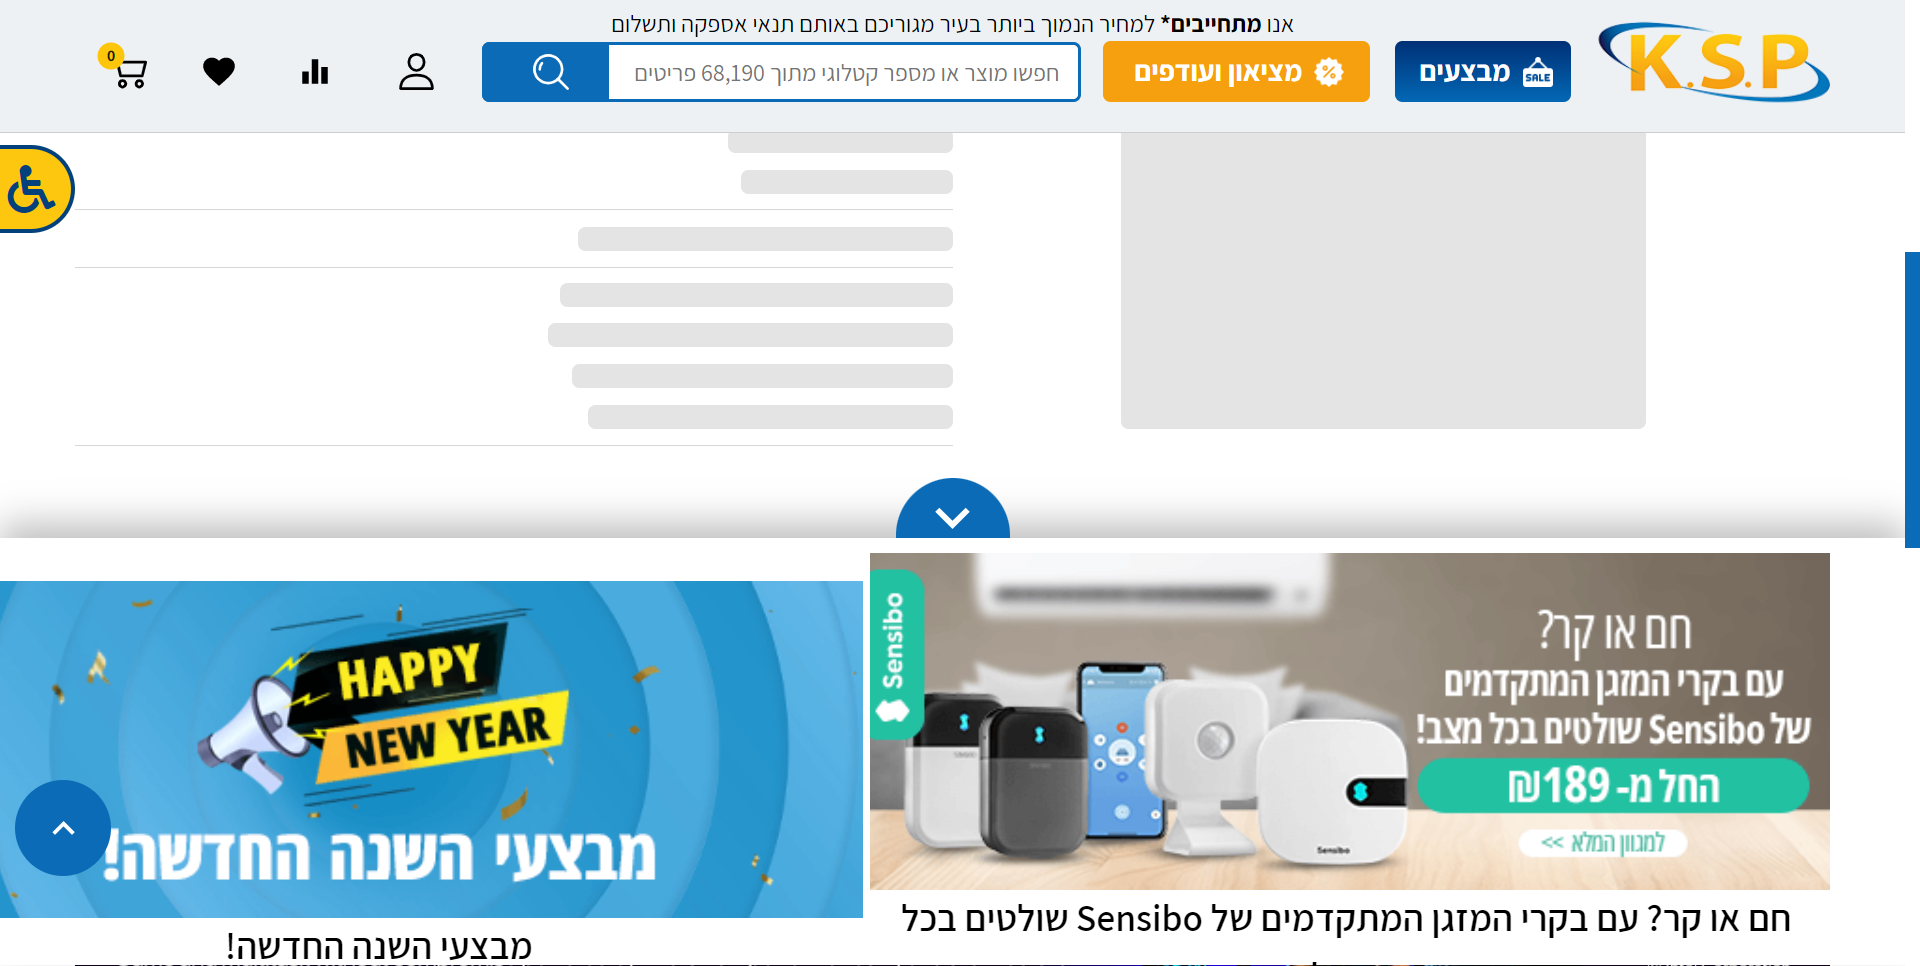 אנו מתחייבים* למחיר הנמוך ביותר בעיר מגוריכם באותם תנאי אספקה ותשלום
K.S.P
SALE
מבצעים
מציאון ועודפים
חפשו מוצר או מספר קטלוגי מתוך 68,190 פריטים
0
Sensibo
חם או קר?
עם בקרי המזגן המתקדמים
של Sensibo שולטים בכל מצב!
החל מ- 189₪
למגוון המלא >>
Sensibo
חם או קר? עם בקרי המזגן המתקדמים של Sensibo שולטים בכל
HAPPY
NEW YEAR
מבצעי השנה החדשה!
מבצעי השנה החדשה!